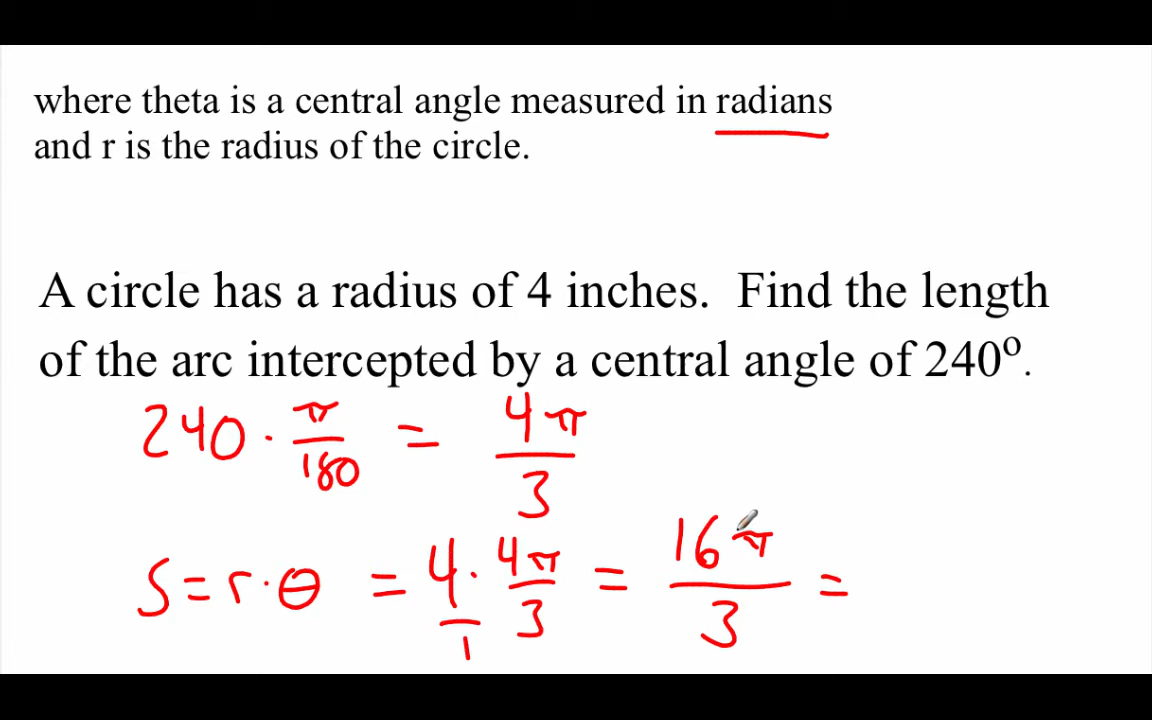 where theta is a central angle measured in radians
and r is the radius of the circle.
A circle has a radius of 4 inches. Find the length
of the arc intercepted by a central angle of 240°.
240 · π/180 = 4π/3
S = r · θ = 4/1 · 4π/3 = 16π/3 =